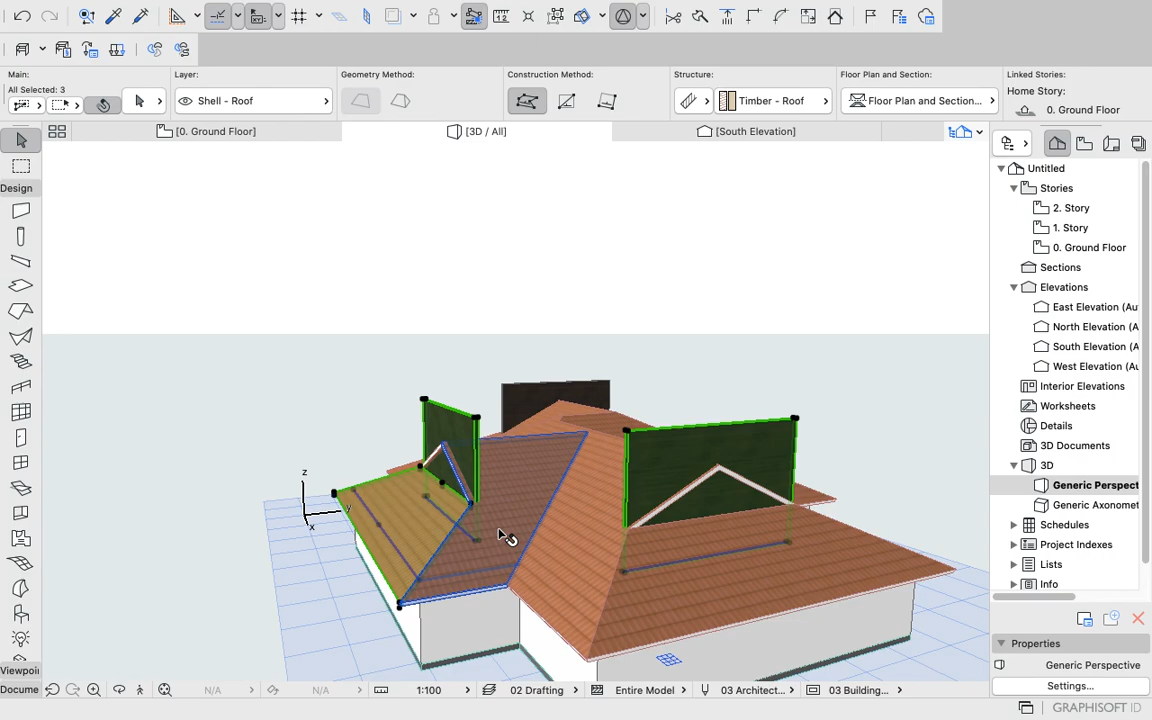 Main:
All Selected: 3
Layer:
Shell - Roof
Geometry Method:
Construction Method:
Structure:
Timber - Roof
Floor Plan and Section:
Floor Plan and Section...
Linked Stories:
Home Story:
0. Ground Floor
[0. Ground Floor]
[3D / All]
[South Elevation]
Design
Viewpoi
Docume
z
y
x
Untitled
Stories
2. Story
1. Story
0. Ground Floor
Sections
Elevations
East Elevation (Au
North Elevation (A
South Elevation (A
West Elevation (Au
Interior Elevations
Worksheets
Details
3D Documents
3D
Generic Perspect
Generic Axonomet
Schedules
Project Indexes
Lists
Info
Properties
Generic Perspective
Settings...
N/A
N/A
1:100
02 Drafting
Entire Model
03 Architect...
03 Building...
GRAPHISOFT ID